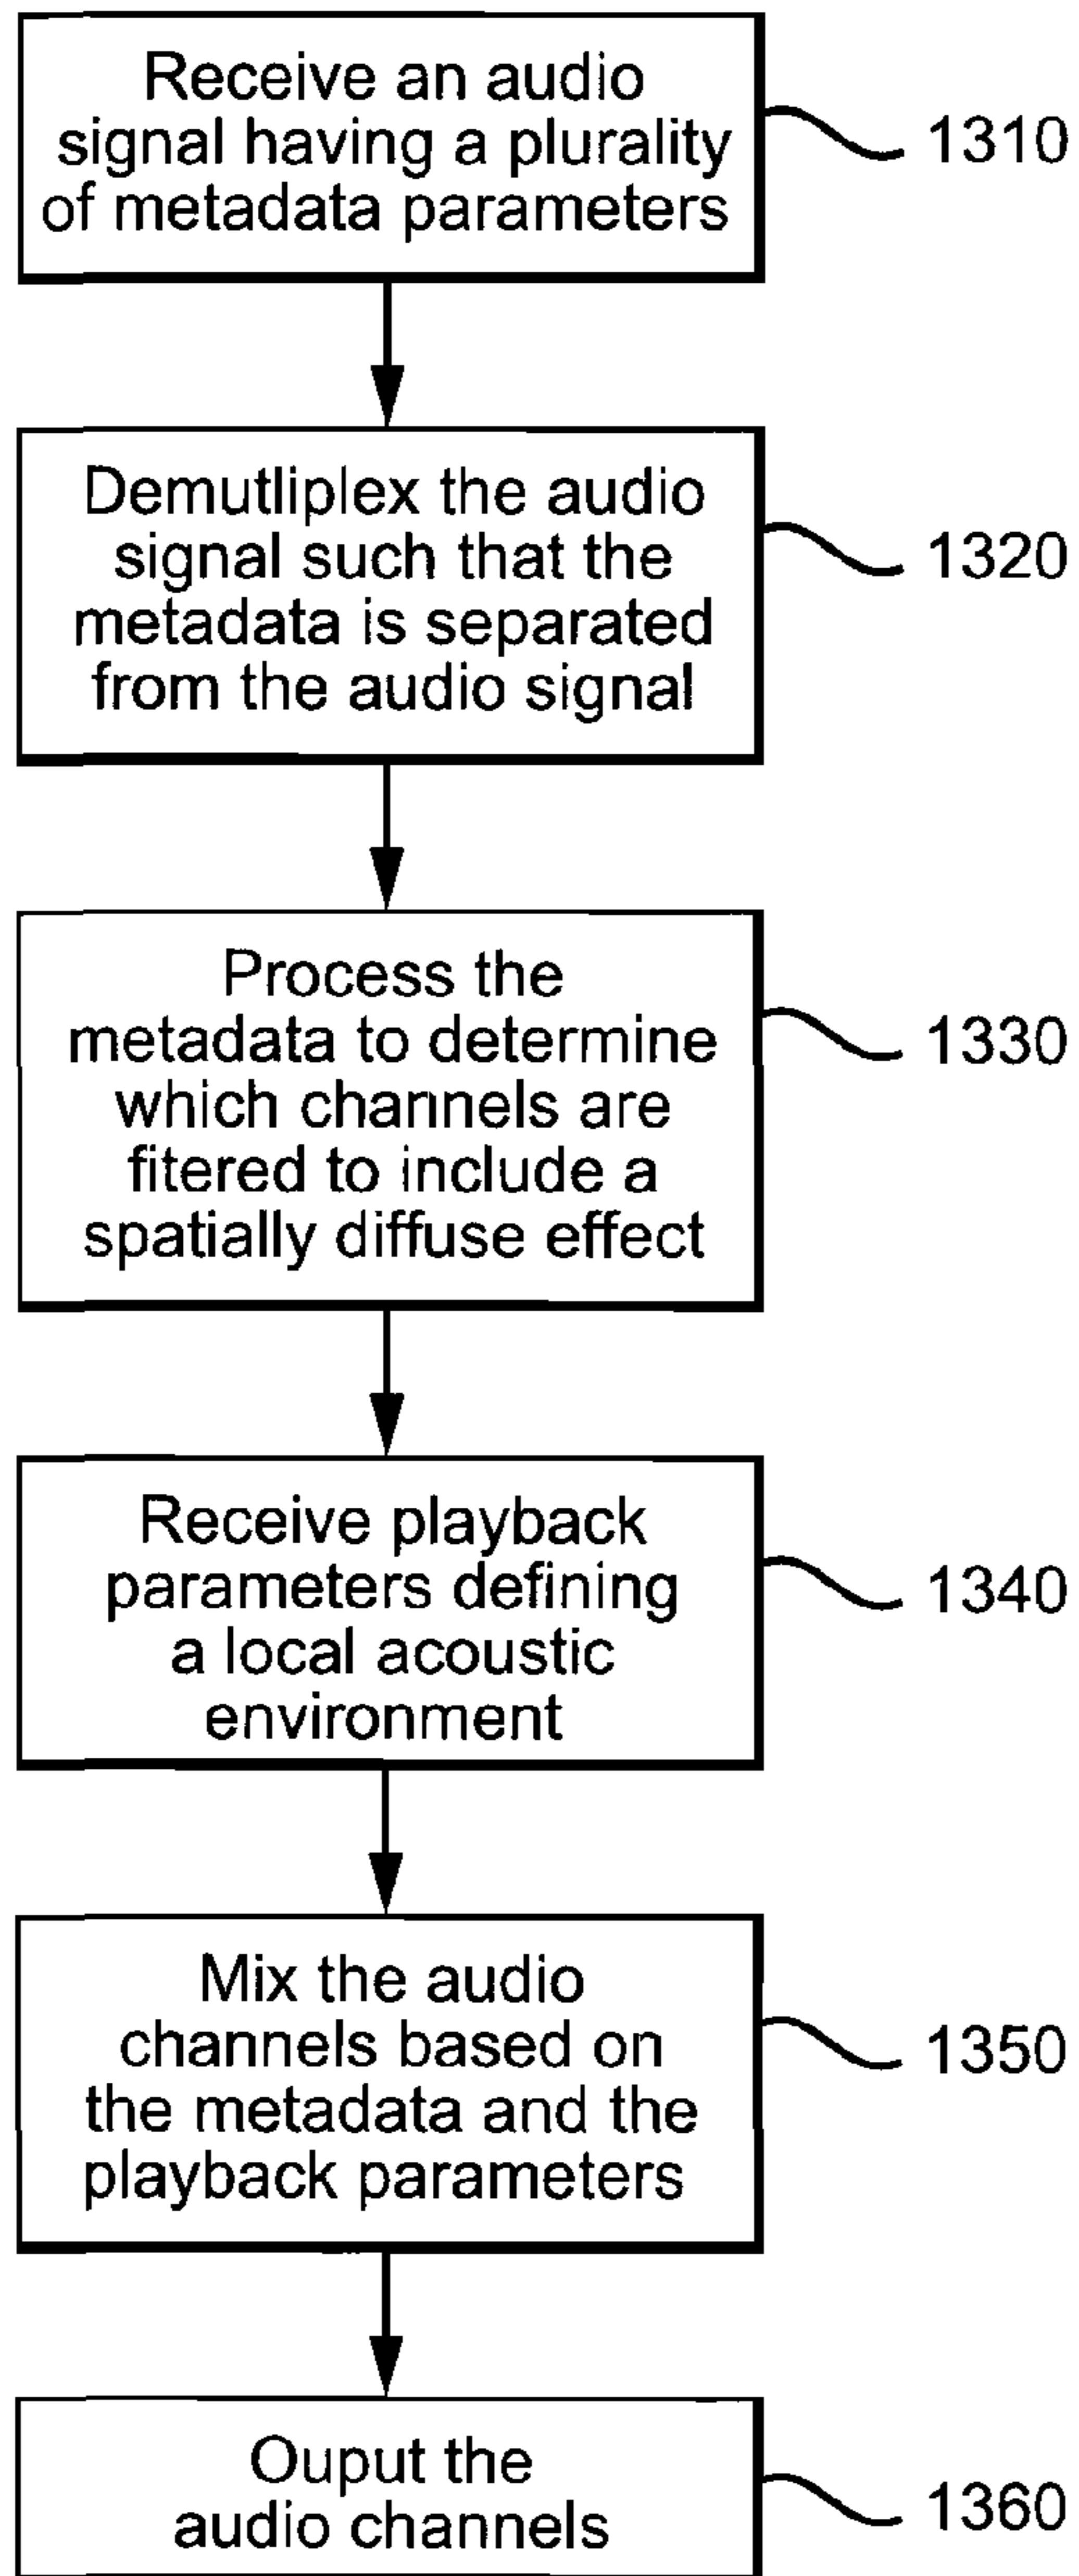 Receive an audio
signal having a plurality
of metadata parameters
1310
Demutliplex the audio
signal such that the
metadata is separated
from the audio signal
1320
Process the
metadata to determine
which channels are
fitered to include a
spatially diffuse effect
1330
Receive playback
parameters defining
a local acoustic
environment
1340
Mix the audio
channels based on
the metadata and the
playback parameters
1350
Ouput the
audio channels
1360